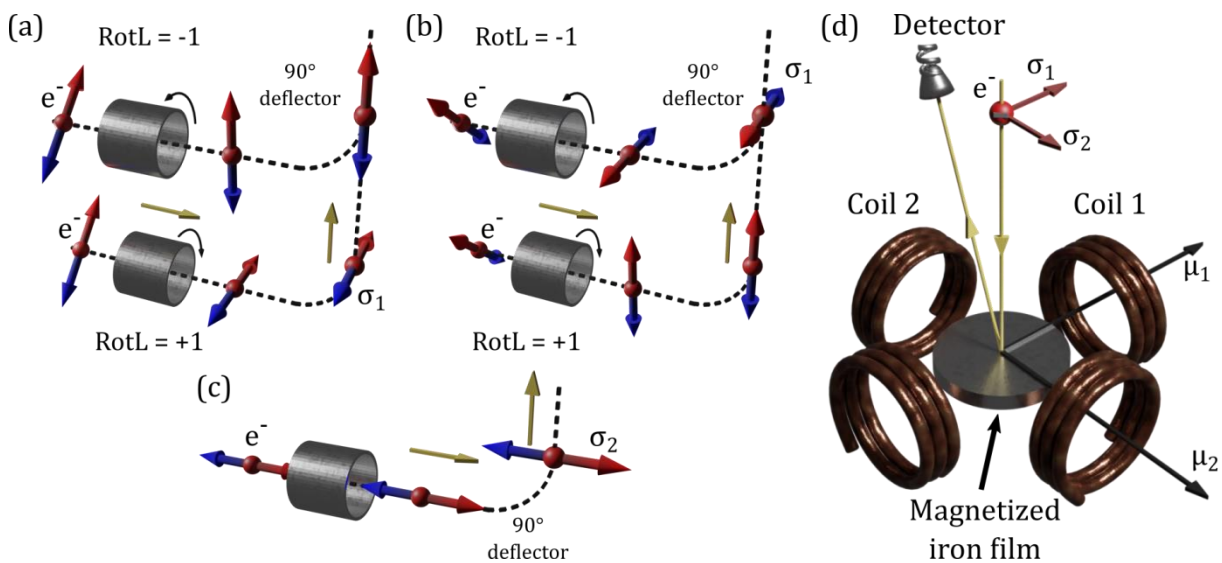 (a)
RotL = -1
e⁻
90°
deflector
e⁻
σ₁
RotL = +1
(b)
RotL = -1
σ₁
e⁻
90°
deflector
e⁻
RotL = +1
(c)
e⁻
σ₂
90°
deflector
(d)
Detector
e⁻
σ₁
σ₂
Coil 2
Coil 1
μ₁
μ₂
Magnetized
iron film